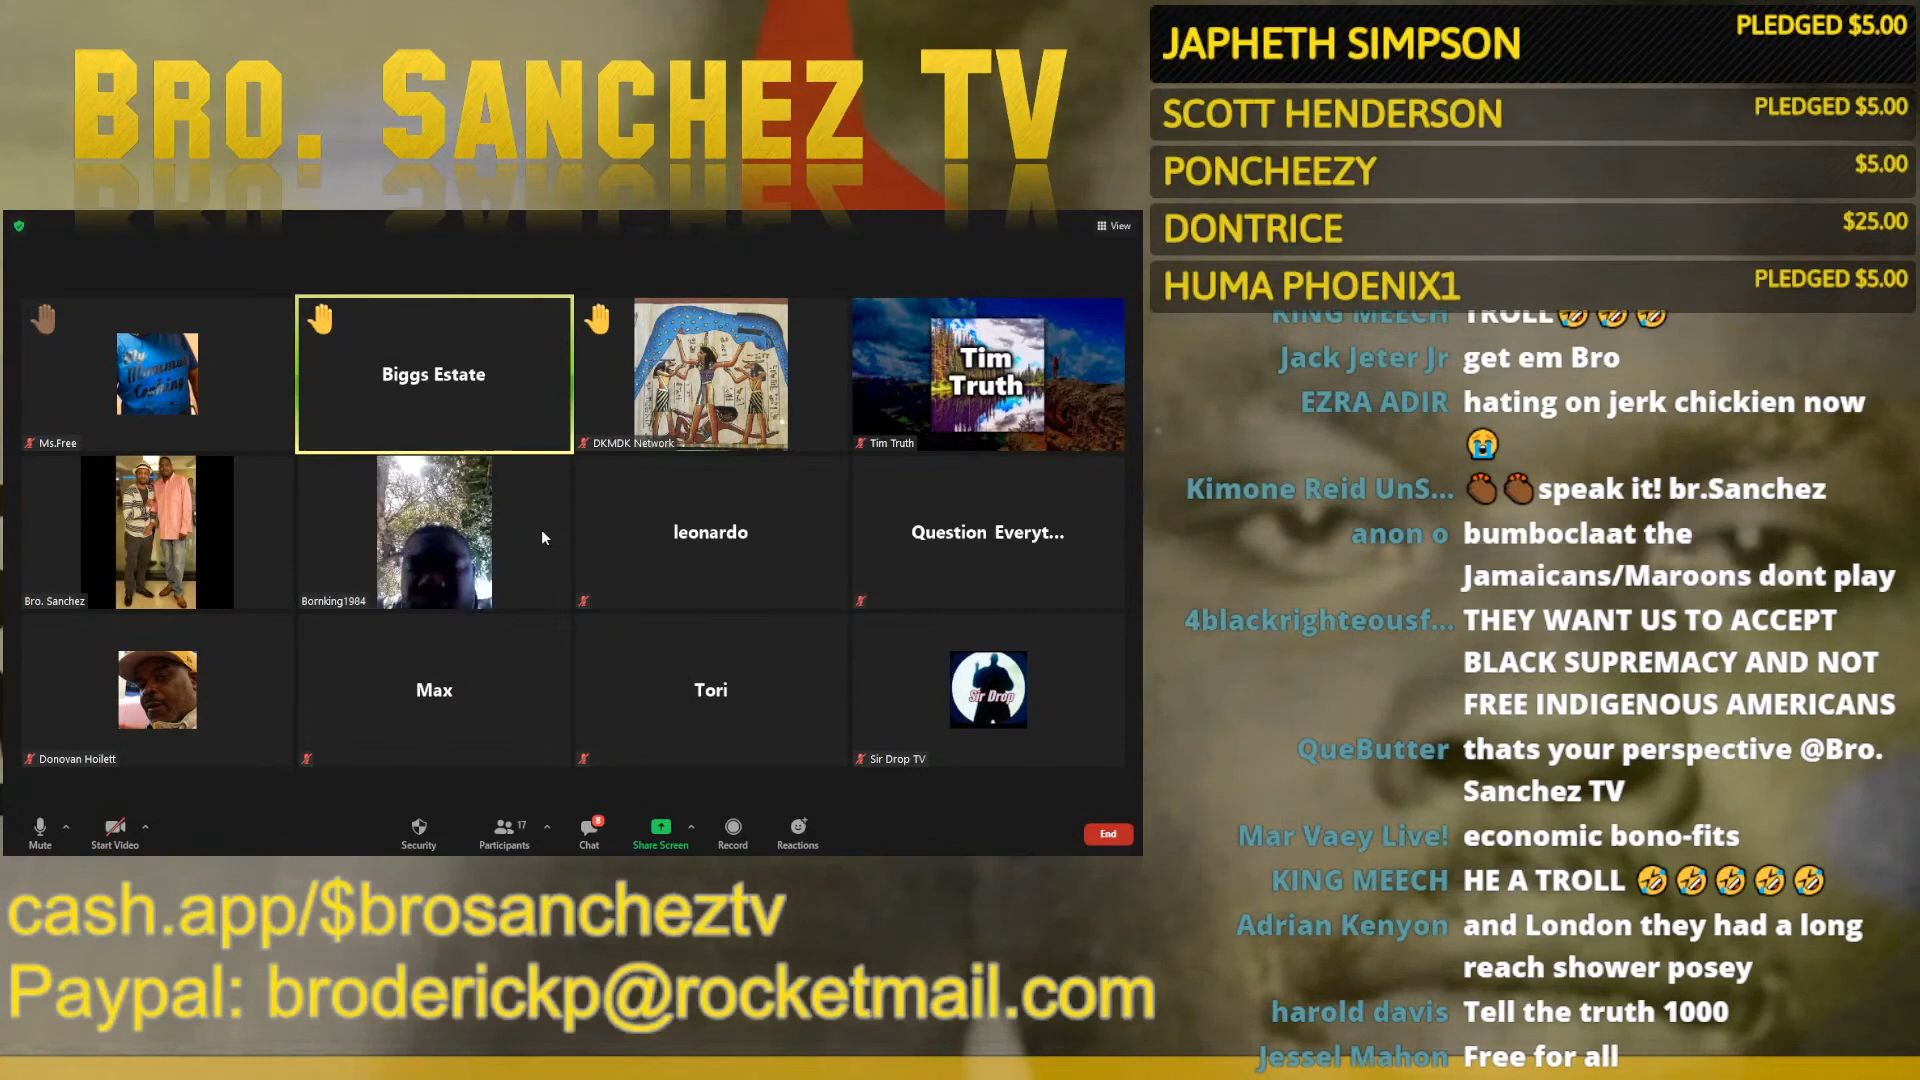 BRO. SANCHEZ TV
View
Ms.Free
Biggs Estate
DKMDK Network
Tim
Truth
Tim Truth
Bro. Sanchez
Bornking1984
leonardo
Question Everyt...
Donovan Hoilett
Max
Tori
Sir Drop
Sir Drop TV
Mute
Start Video
Security
17
Participants
8
Chat
Share Screen
Record
Reactions
End
cash.app/$brosancheztv
Paypal: broderickp@rocketmail.com
JAPHETH SIMPSON PLEDGED $5.00
SCOTT HENDERSON PLEDGED $5.00
PONCHEEZY $5.00
DONTRICE $25.00
HUMA PHOENIX1 PLEDGED $5.00
KING MEECH TROLL🤣🤣🤣
Jack Jeter Jr get em Bro
EZRA ADIR hating on jerk chickien now
😭
Kimone Reid UnS... 👏🏾👏🏾speak it! br.Sanchez
anon o bumboclaat the
Jamaicans/Maroons dont play
4blackrighteousf... THEY WANT US TO ACCEPT
BLACK SUPREMACY AND NOT
FREE INDIGENOUS AMERICANS
QueButter thats your perspective @Bro.
Sanchez TV
Mar Vaey Live! economic bono-fits
KING MEECH HE A TROLL 🤣🤣🤣🤣🤣
Adrian Kenyon and London they had a long
reach shower posey
harold davis Tell the truth 1000
Jessel Mahon Free for all